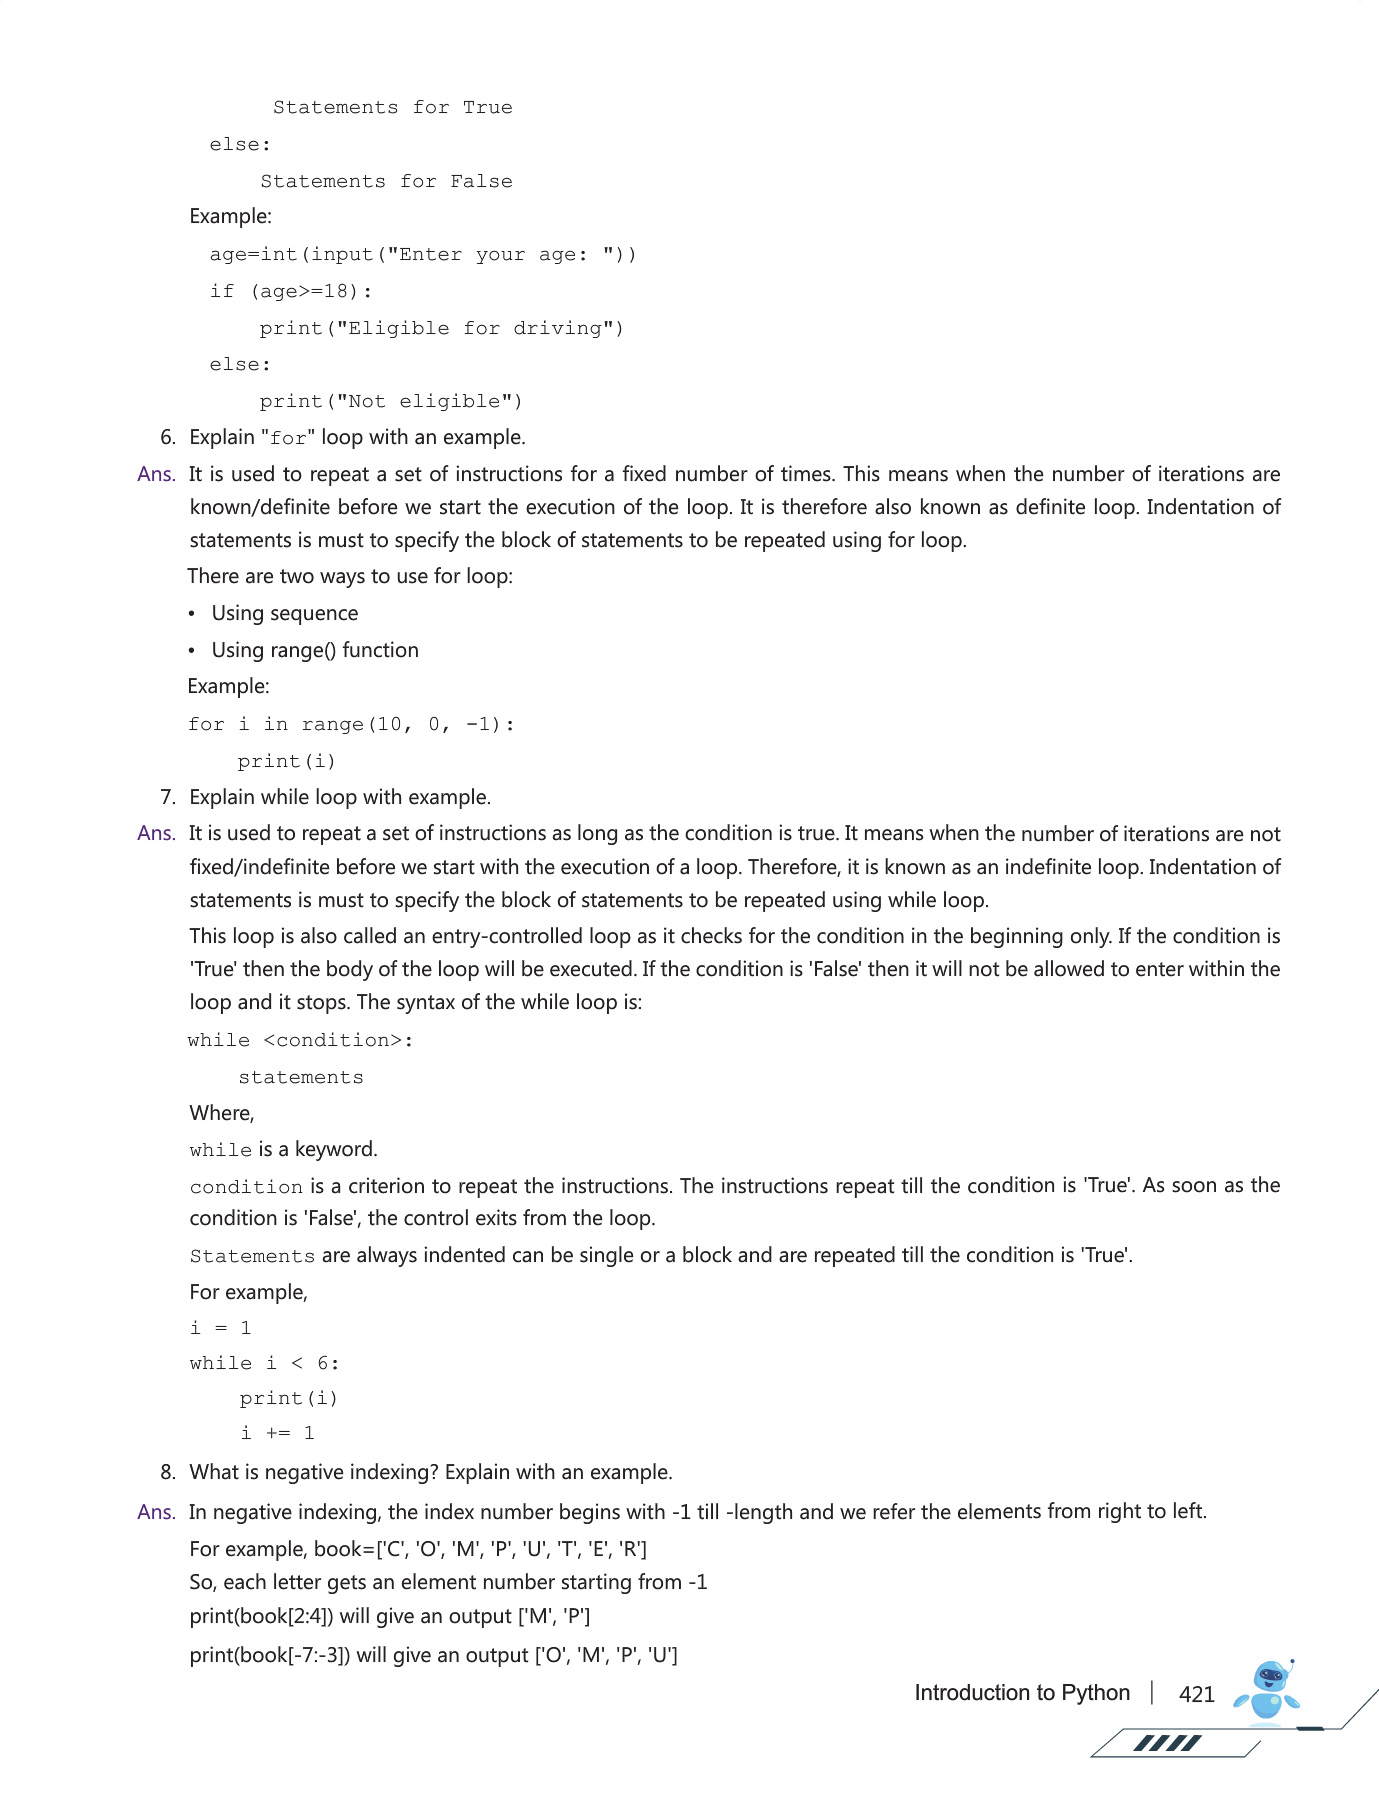 Statements for True
else:
Statements for False
Example:
age=int(input("Enter your age: "))
if (age>=18):
print("Eligible for driving")
else:
print("Not eligible")
6. Explain "for" loop with an example.
Ans. It is used to repeat a set of instructions for a fixed number of times. This means when the number of iterations are
known/definite before we start the execution of the loop. It is therefore also known as definite loop. Indentation of
statements is must to specify the block of statements to be repeated using for loop.
There are two ways to use for loop:
• Using sequence
• Using range() function
Example:
for i in range(10, 0, -1):
print(i)
7. Explain while loop with example.
Ans. It is used to repeat a set of instructions as long as the condition is true. It means when the number of iterations are not
fixed/indefinite before we start with the execution of a loop. Therefore, it is known as an indefinite loop. Indentation of
statements is must to specify the block of statements to be repeated using while loop.
This loop is also called an entry-controlled loop as it checks for the condition in the beginning only. If the condition is
'True' then the body of the loop will be executed. If the condition is 'False' then it will not be allowed to enter within the
loop and it stops. The syntax of the while loop is:
while <condition>:
statements
Where,
while is a keyword.
condition is a criterion to repeat the instructions. The instructions repeat till the condition is 'True'. As soon as the
condition is 'False', the control exits from the loop.
Statements are always indented can be single or a block and are repeated till the condition is 'True'.
For example,
i = 1
while i < 6:
print(i)
i += 1
8. What is negative indexing? Explain with an example.
Ans. In negative indexing, the index number begins with -1 till -length and we refer the elements from right to left.
For example, book=['C', 'O', 'M', 'P', 'U', 'T', 'E', 'R']
So, each letter gets an element number starting from -1
print(book[2:4]) will give an output ['M', 'P']
print(book[-7:-3]) will give an output ['O', 'M', 'P', 'U']
Introduction to Python | 421